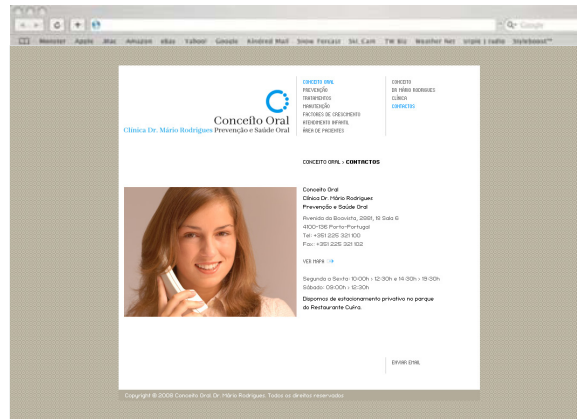 Google
Monster Apple .Mac Amazon eBay Yahoo! Google Kindred Mail Snow Forcast Ski Cam TW Biz Weather Net
Conceito Oral
Clínica Dr. Mário Rodrigues Prevenção e Saúde Oral
CONCEITO ORAL
PREVENÇÃO
TRATAMENTOS
MANUTENÇÃO
FACTORES DE CRESCIMENTO
ATENDIMENTO INFANTIL
ÁREA DE PACIENTES
CONCEITO
DR MÁRIO RODRIGUES
CLÍNICA
CONTACTOS
CONCEITO ORAL > CONTACTOS
Conceito Oral
Clínica Dr. Mário Rodrigues
Prevenção e Saúde Oral
Avenida da Boavista, 2881, 1º Sala 6
4100-136 Porto-Portugal
Tel: +351 225 321 100
Fax: +351 225 321 102
VER MAPA
Segunda a Sexta: 10:00h > 12:30h e 14:30h > 19:30h
Sábado: 09:00h > 12:30h
Dispomos de estacionamento privativo no parque
do Restaurante Cufra.
ENVIAR EMAIL
Copyright © 2008 Conceito Oral, Dr. Mário Rodrigues. Todos os direitos reservados